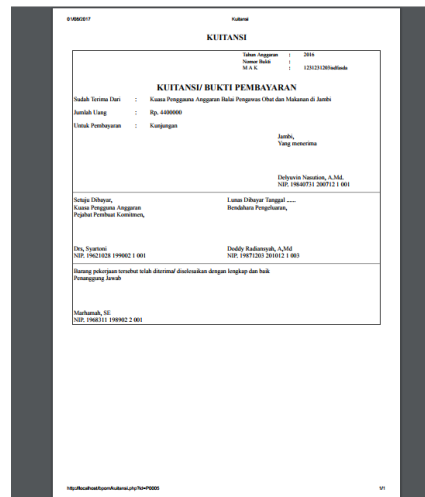 01/08/2017 Kuitansi
KUITANSI
Tahun Anggaran : 2016
Nomor Bukti :
M A K : 1231231203sdfsnda
KUITANSI/ BUKTI PEMBAYARAN
Sudah Terima Dari : Kuasa Penggauna Anggaran Balai Pengawas Obat dan Makanan di Jambi
Jumlah Uang : Rp. 4400000
Untuk Pembayaran : Kunjungan
Jambi,
Yang menerima
Delyuvin Nasution, A.Md.
NIP. 19840731 200712 1 001
Setuju Dibayar, Lunas Dibayar Tanggal ......
Kuasa Pengguna Anggaran Bendahara Pengeluaran,
Pejabat Pembuat Komitmen,
Drs, Syartoni Doddy Radiansyah, A,Md
NIP. 19621028 199002 1 001 NIP. 19871203 201012 1 003
Barang pekerjaan tersebut telah diterima/ diselesaikan dengan lengkap dan baik
Penanggung Jawab
Marhamah, SE
NIP. 1968311 198902 2 001
http://localhost/bpom/kuitansi.php?id=P0005 1/1